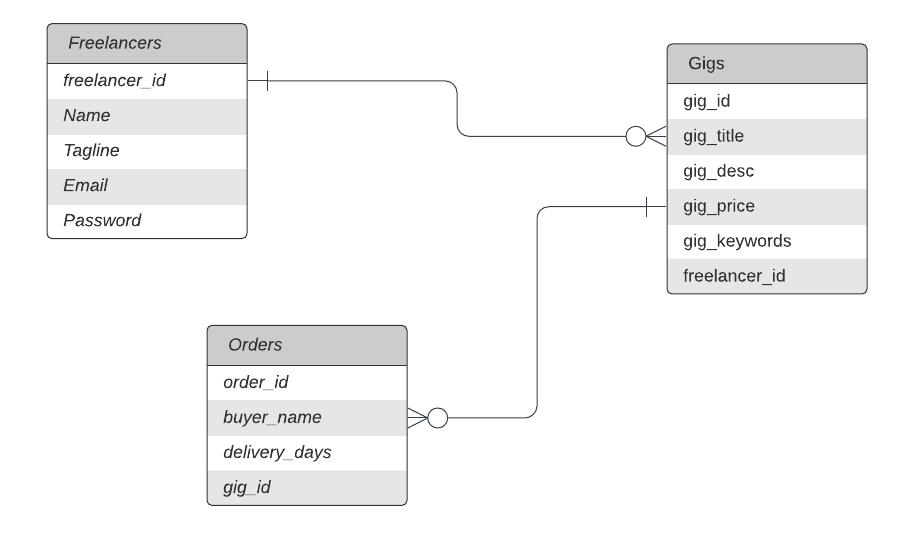 Freelancers
freelancer_id
Name
Tagline
Email
Password
Gigs
gig_id
gig_title
gig_desc
gig_price
gig_keywords
freelancer_id
Orders
order_id
buyer_name
delivery_days
gig_id